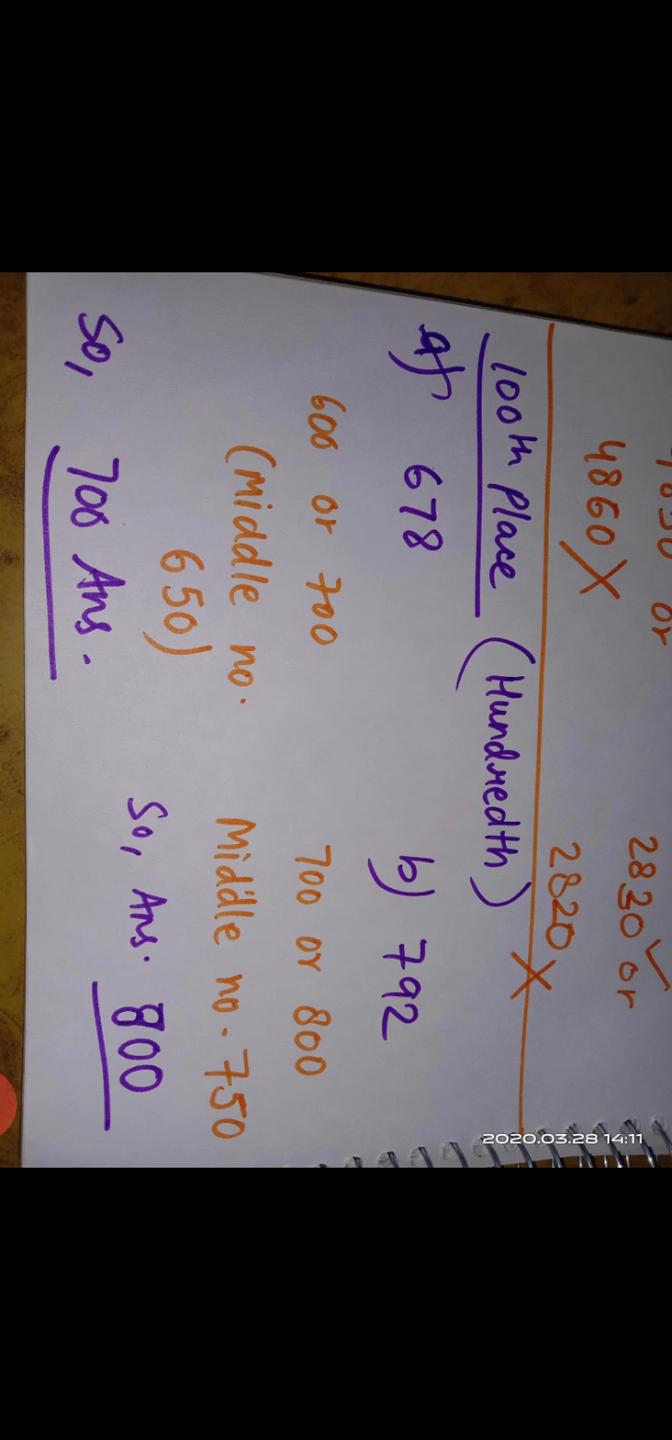 or
2830 ✓ or
4860 X
2820 X
100th place (Hundredth)
a) 678
b) 792
600 or 700
700 or 800
(middle no.
650)
Middle no. 750
So, 700 Ans.
So, Ans. 800
2020.03.28 14:11